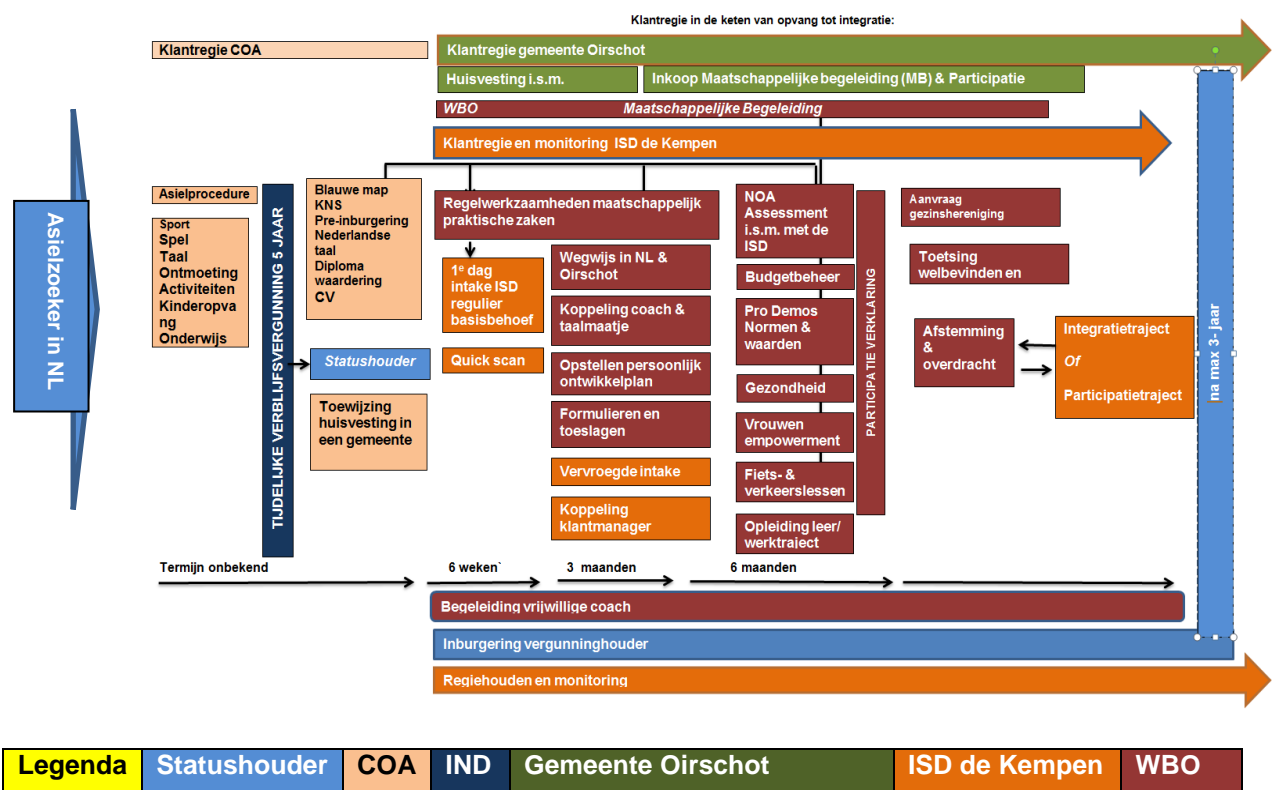 Klantregie in de keten van opvang tot integratie:
Klantregie COA
Klantregie gemeente Oirschot
Huisvesting i.s.m.
Inkoop Maatschappelijke begeleiding (MB) & Participatie
WBO Maatschappelijke Begeleiding
Klantregie en monitoring ISD de Kempen
Asielzoeker in NL
Asielprocedure
Sport
Spel
Taal
Ontmoeting
Activiteiten
Kinderopva
ng
Onderwijs
TIJDELIJKE VERBLIJFSVERGUNNING 5 JAAR
Blauwe map
KNS
Pre-inburgering
Nederlandse
taal
Diploma
waardering
CV
Statushouder
Toewijzing
huisvesting in
een gemeente
Regelwerkzaamheden maatschappelijk
praktische zaken
1e dag
intake ISD
regulier
basisbehoef
Quick scan
Wegwijs in NL &
Oirschot
Koppeling coach &
taalmaatje
Opstellen persoonlijk
ontwikkelplan
Formulieren en
toeslagen
Vervroegde intake
Koppeling
klantmanager
NOA
Assessment
i.s.m. met de
ISD
Budgetbeheer
Pro Demos
Normen &
waarden
Gezondheid
Vrouwen
empowerment
Fiets- &
verkeerslessen
Opleiding leer/
werktraject
PARTICIPATIE VERKLARING
Aanvraag
gezinshereniging
Toetsing
welbevinden en
Afstemming
&
overdracht
Integratietraject
Of
Participatietraject
na max 3- jaar
Termijn onbekend
6 weken`
3 maanden
6 maanden
Begeleiding vrijwillige coach
Inburgering vergunninghouder
Regiehouden en monitoring
Legenda Statushouder COA IND Gemeente Oirschot ISD de Kempen WBO